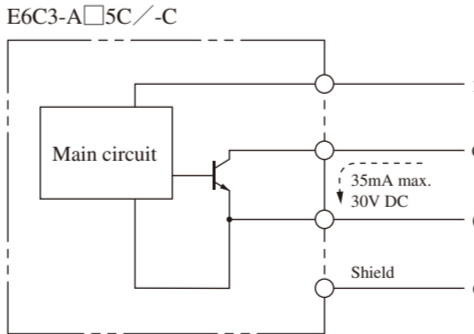 E6C3-A□5C／-C
Main circuit
35mA max.
30V DC
Shield